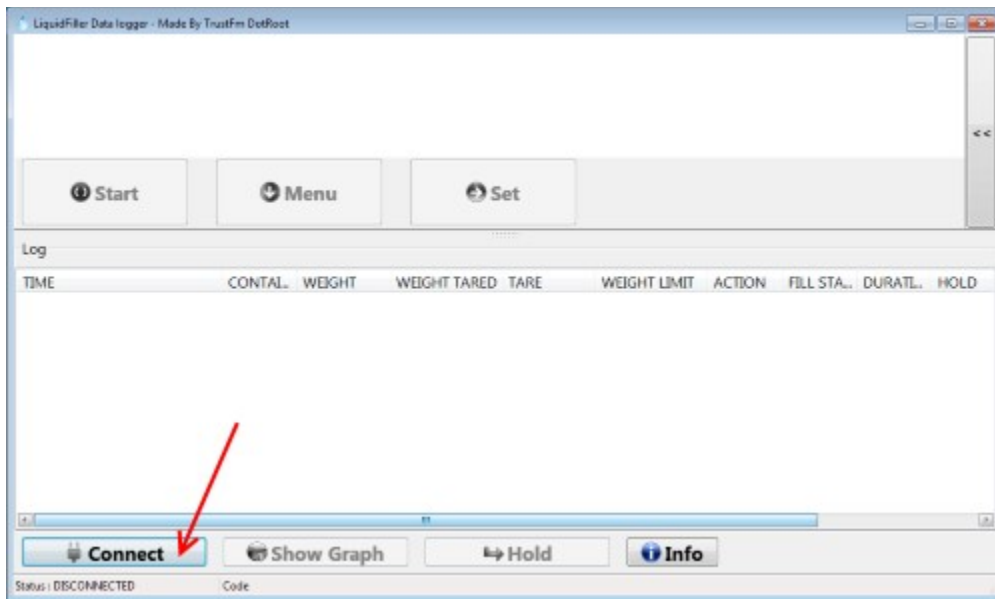 LiquidFiller Data logger - Made By TrustFm DotRoot
<<
Start Menu Set
Log
TIME CONTAI... WEIGHT WEIGHT TARED TARE WEIGHT LIMIT ACTION FILL STA... DURATI... HOLD
Connect Show Graph Hold Info
Status : DISCONNECTED Code